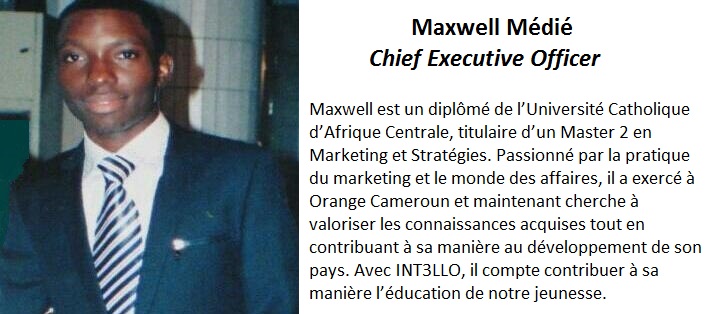 Maxwell Médié
Chief Executive Officer
Maxwell est un diplômé de l’Université Catholique
d’Afrique Centrale, titulaire d’un Master 2 en
Marketing et Stratégies. Passionné par la pratique
du marketing et le monde des affaires, il a exercé à
Orange Cameroun et maintenant cherche à
valoriser les connaissances acquises tout en
contribuant à sa manière au développement de son
pays. Avec INT3LLO, il compte contribuer à sa
manière l’éducation de notre jeunesse.